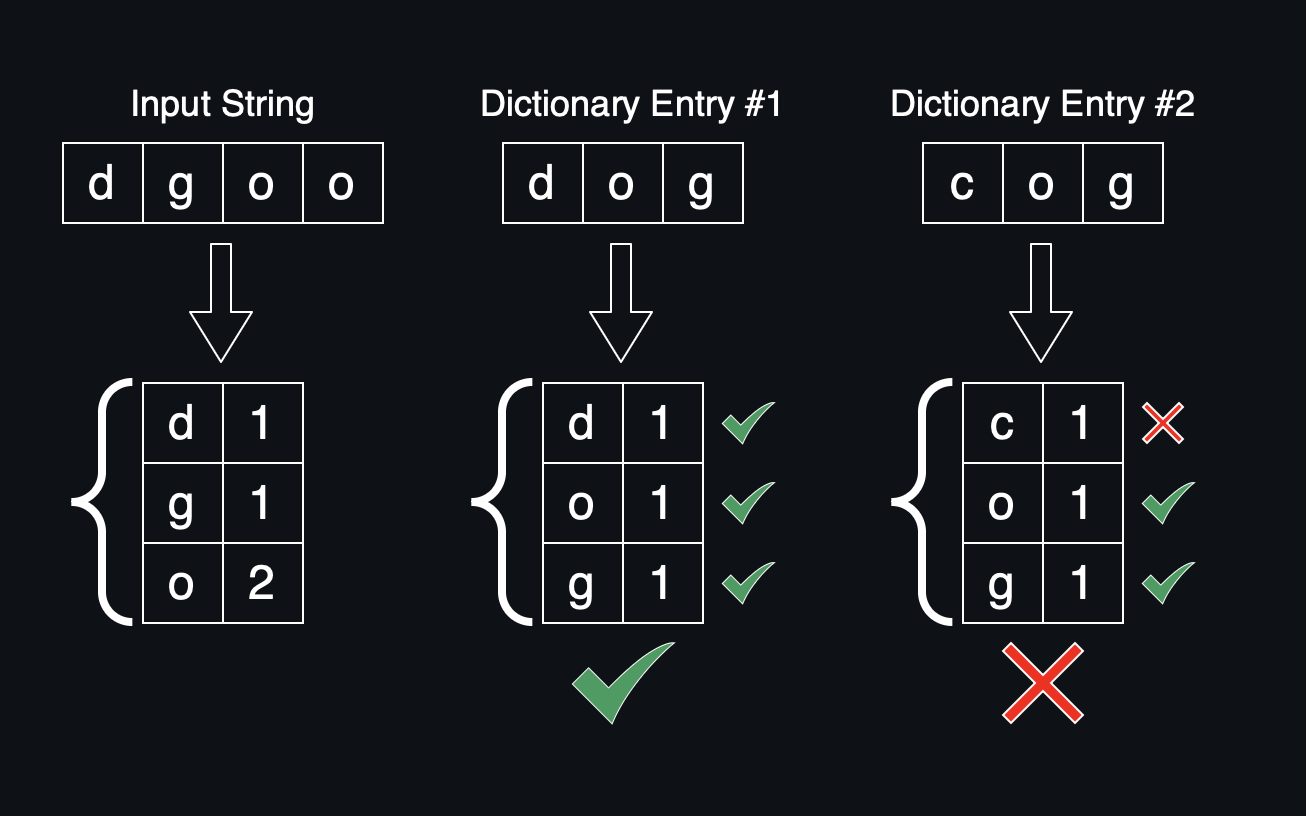 Input String
d g o o
d 1
g 1
o 2
Dictionary Entry #1
d o g
d 1
o 1
g 1
Dictionary Entry #2
c o g
c 1
o 1
g 1